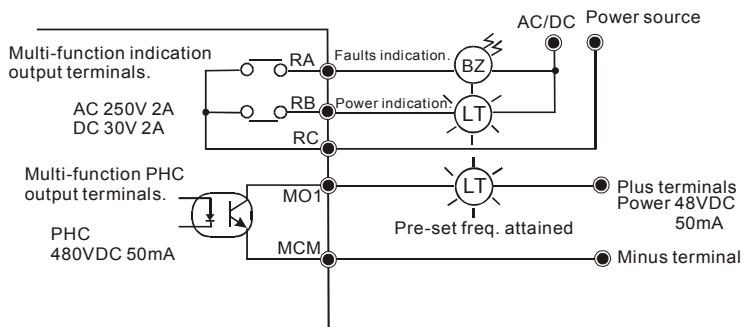 AC/DC
Power source
Multi-function indication
output terminals.
RA
Faults indication.
BZ
AC 250V 2A
DC 30V 2A
RB
Power indication.
LT
RC
Multi-function PHC
output terminals.
MO1
LT
Plus terminals
Power 48VDC
50mA
Pre-set freq. attained
PHC
480VDC 50mA
MCM
Minus terminal